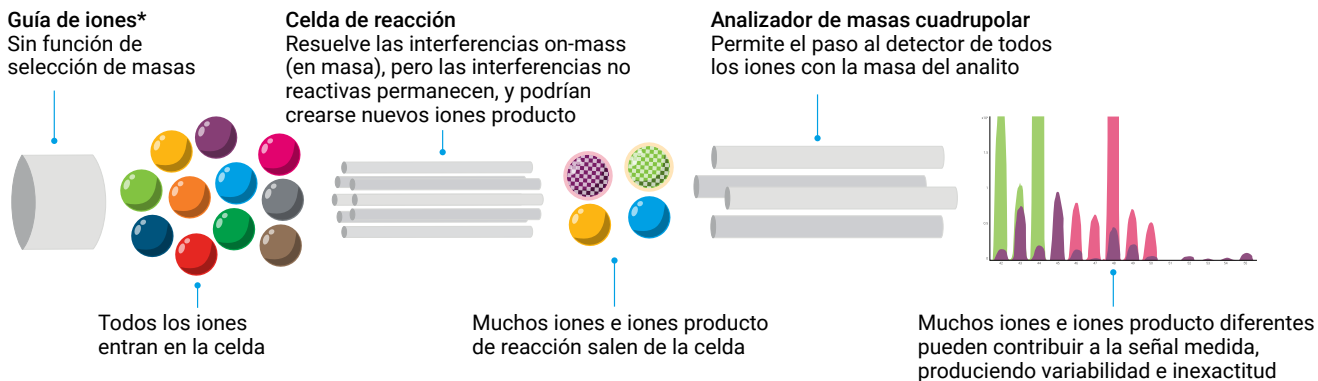 Guía de iones*
Sin función de
selección de masas
Celda de reacción
Resuelve las interferencias on-mass
(en masa), pero las interferencias no
reactivas permanecen, y podrían
crearse nuevos iones producto
Analizador de masas cuadrupolar
Permite el paso al detector de todos
los iones con la masa del analito
Todos los iones
entran en la celda
Muchos iones e iones producto
de reacción salen de la celda
Muchos iones e iones producto diferentes
pueden contribuir a la señal medida,
produciendo variabilidad e inexactitud